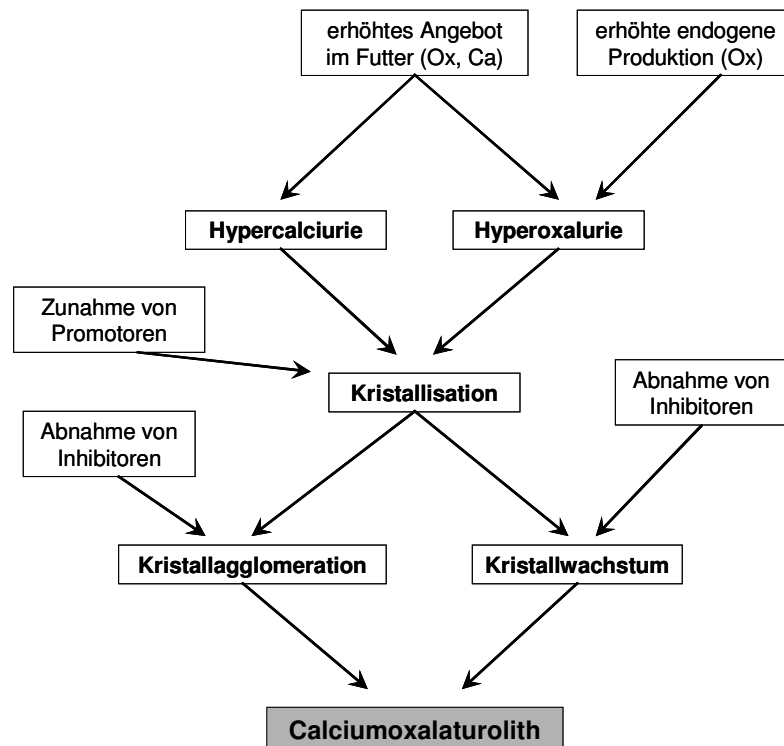 erhöhtes Angebot
im Futter (Ox, Ca)
erhöhte endogene
Produktion (Ox)
Hypercalciurie
Hyperoxalurie
Zunahme von
Promotoren
Kristallisation
Abnahme von
Inhibitoren
Abnahme von
Inhibitoren
Kristallagglomeration
Kristallwachstum
Calciumoxalaturolith